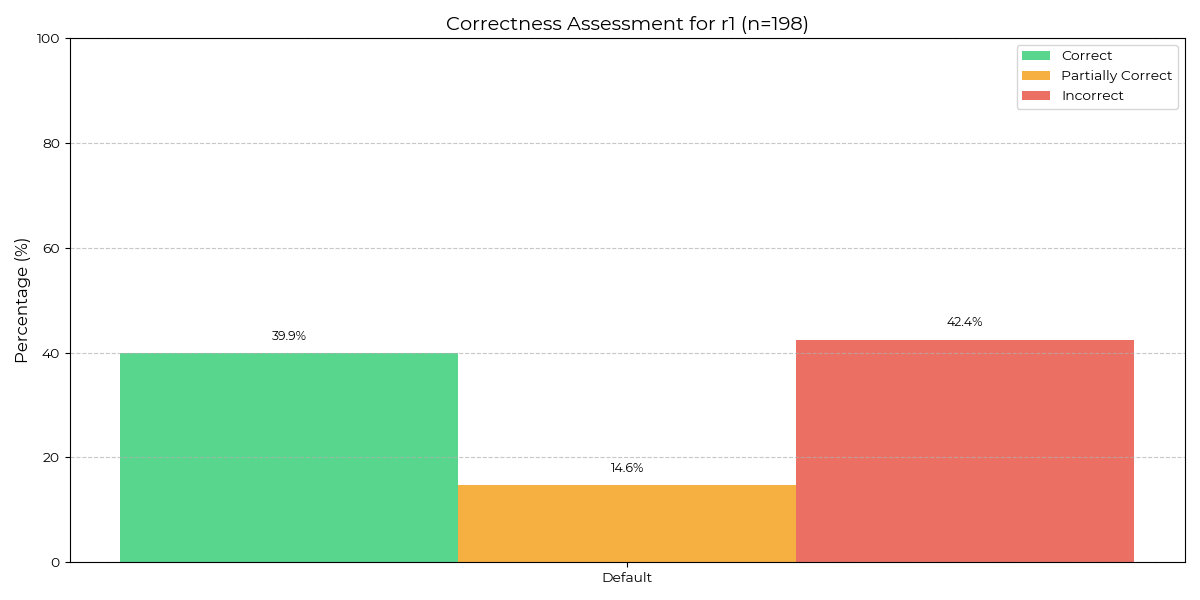 Correctness Assessment for r1 (n=198)
100
80
60
40
20
0
Percentage (%)
Correct
Partially Correct
Incorrect
39.9%
14.6%
42.4%
Default